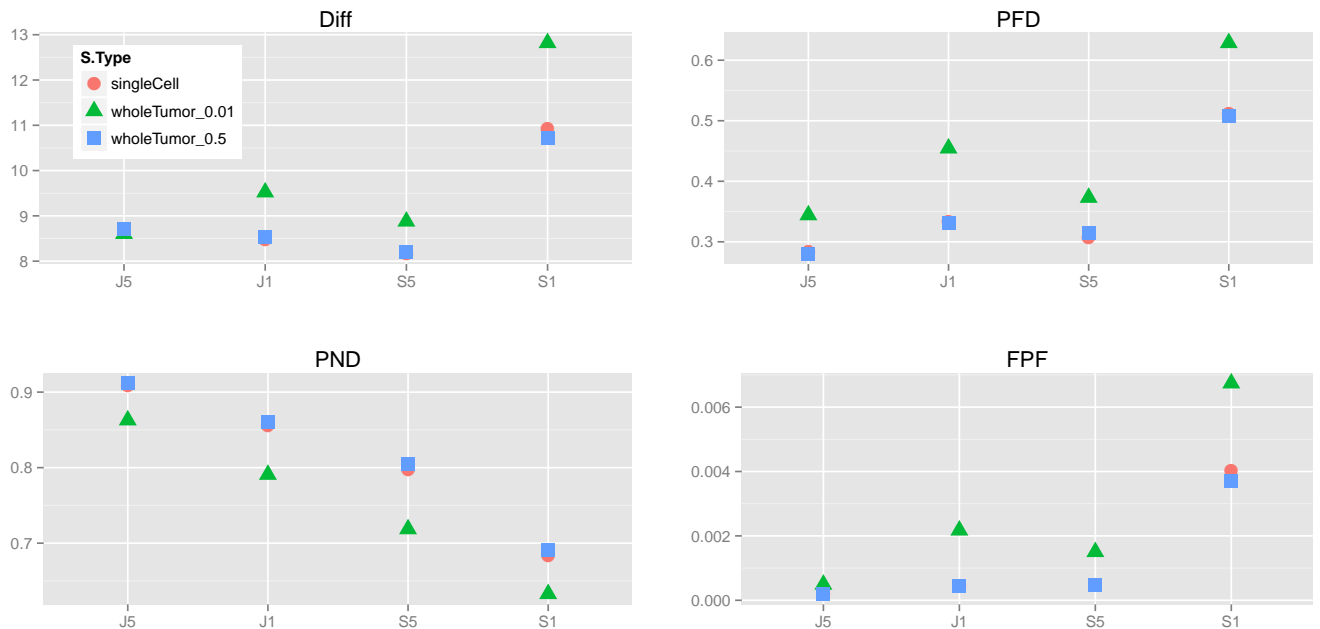 Diff
13
12
11
10
9
8
S.Type
singleCell
wholeTumor_0.01
wholeTumor_0.5
J5 J1 S5 S1
PFD
0.6
0.5
0.4
0.3
J5 J1 S5 S1
PND
0.9
0.8
0.7
J5 J1 S5 S1
FPF
0.006
0.004
0.002
0.000
J5 J1 S5 S1